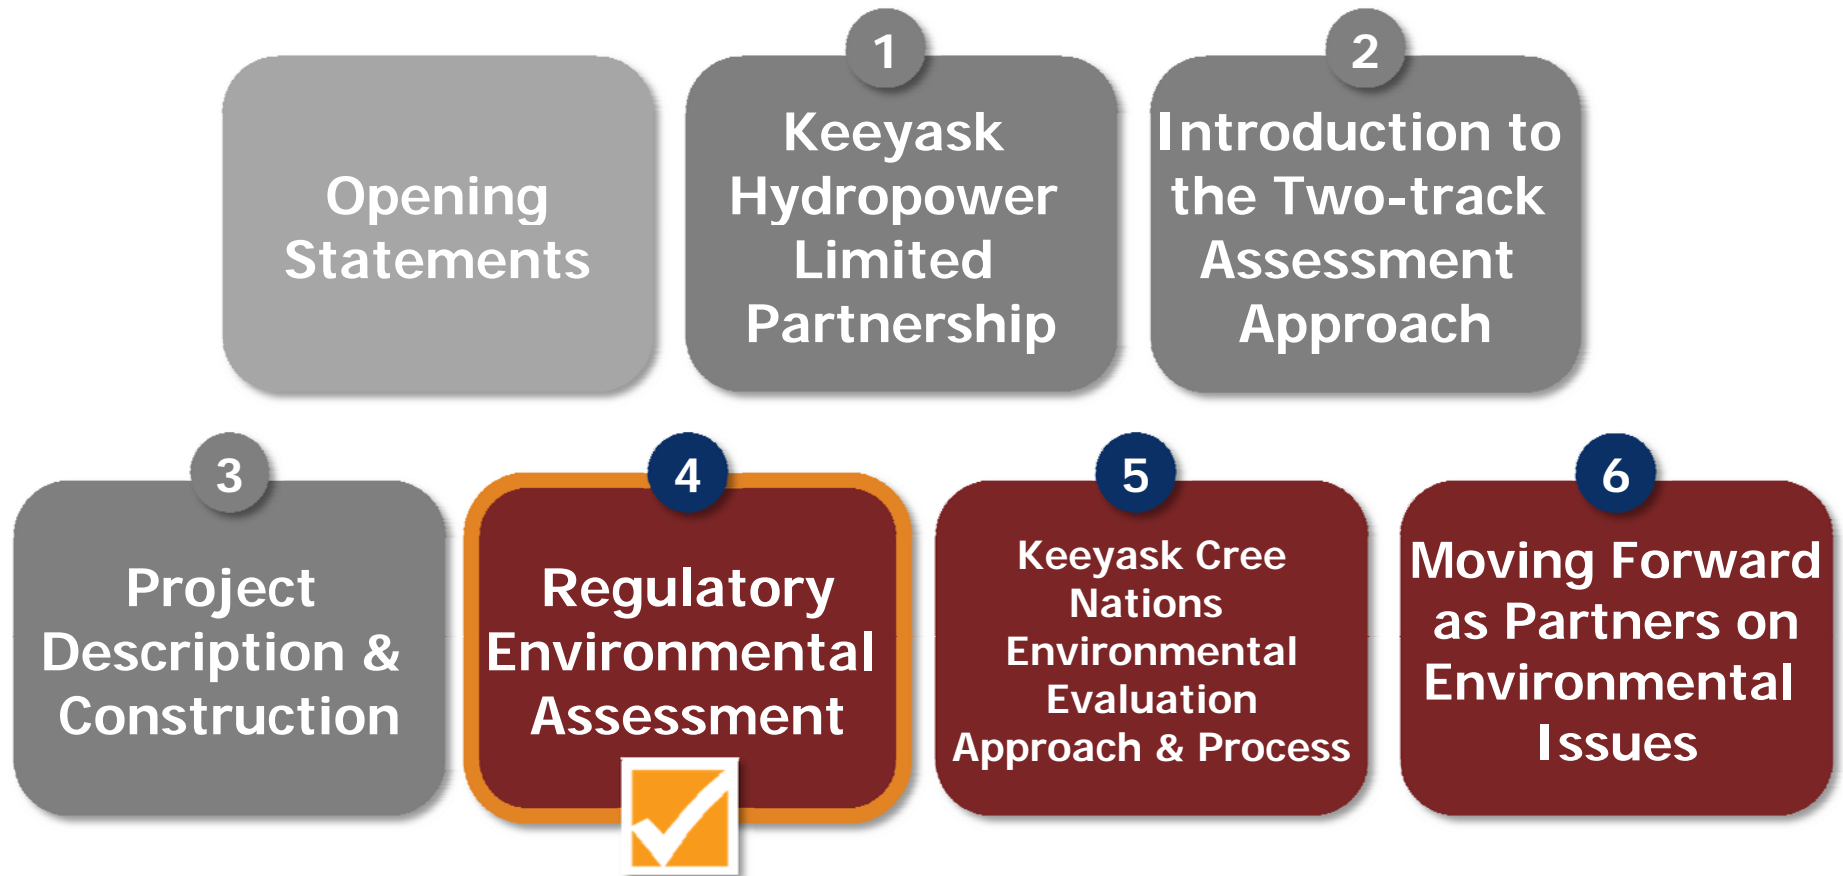 Opening
Statements
1
Keeyask
Hydropower
Limited
Partnership
2
Introduction to
the Two-track
Assessment
Approach
3
Project
Description &
Construction
4
Regulatory
Environmental
Assessment
5
Keeyask Cree
Nations
Environmental
Evaluation
Approach & Process
6
Moving Forward
as Partners on
Environmental
Issues